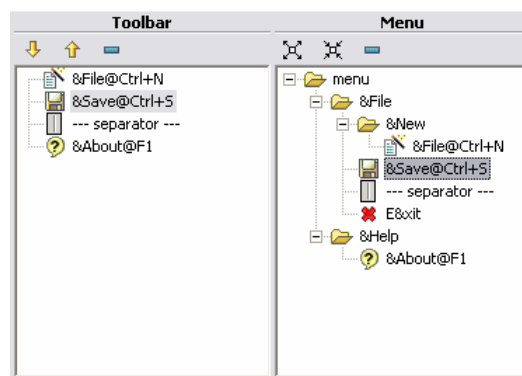 Toolbar
&File@Ctrl+N
&Save@Ctrl+S
--- separator ---
&About@F1
Menu
menu
&File
&New
&File@Ctrl+N
&Save@Ctrl+S
--- separator ---
E&xit
&Help
&About@F1